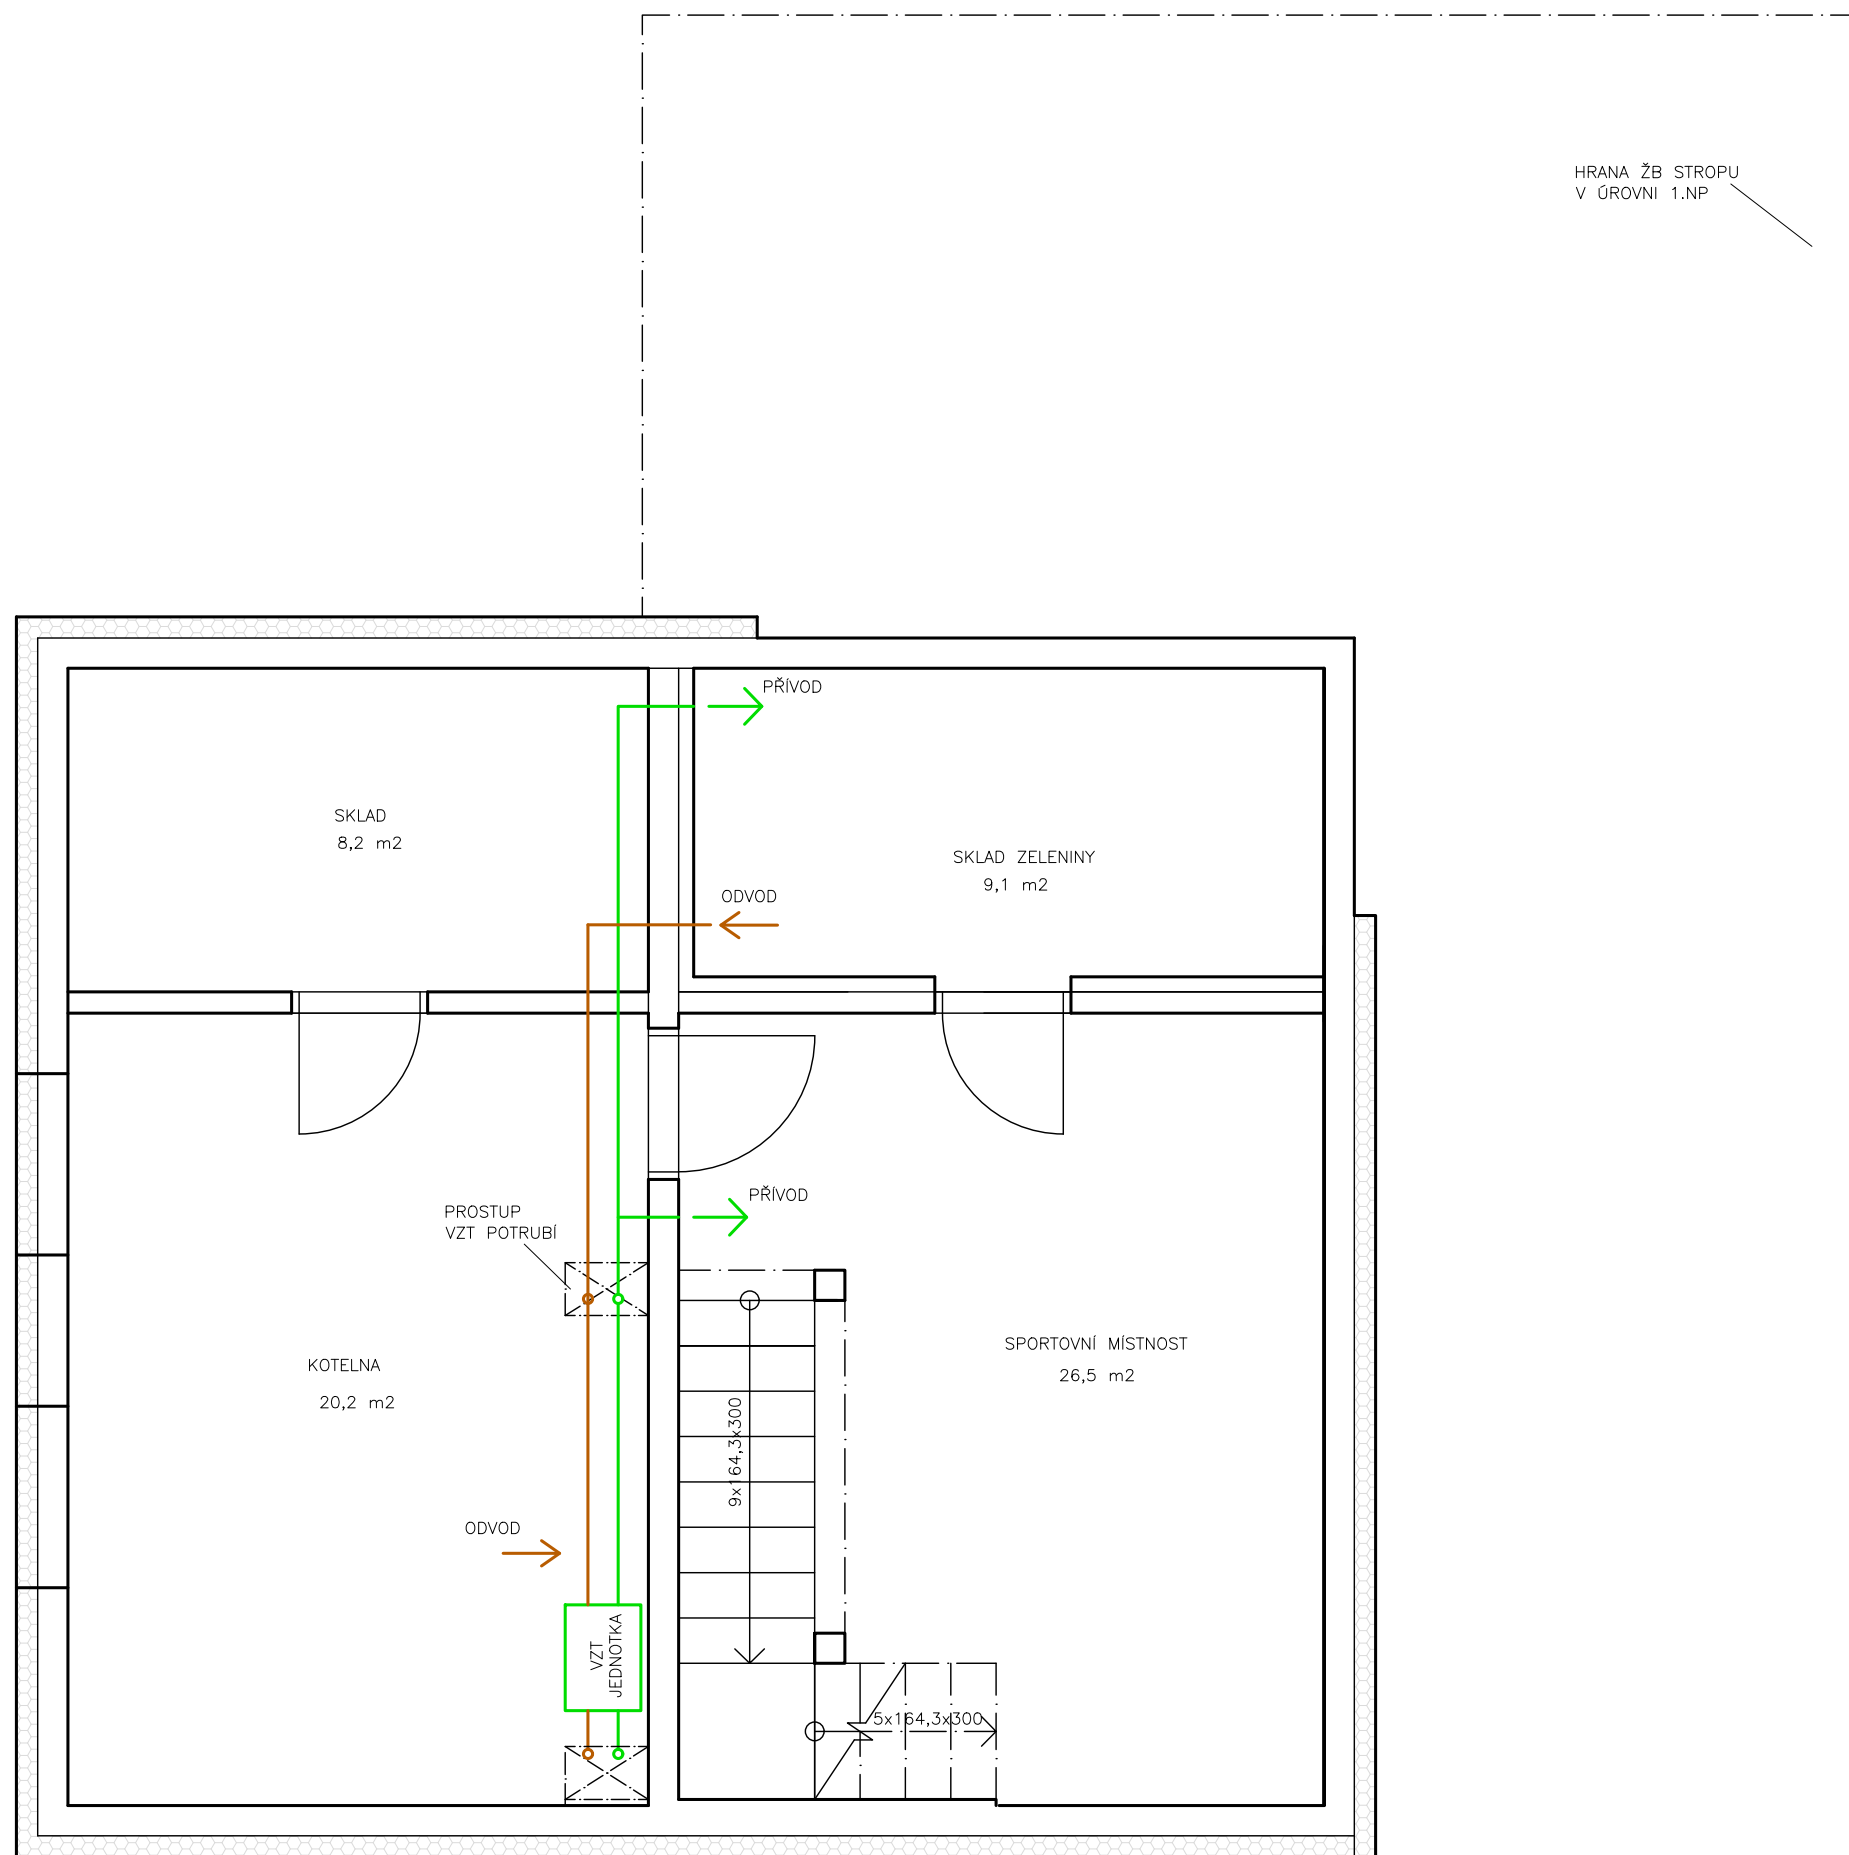 HRANA ŽB STROPU
V ÚROVNI 1.NP
PŘÍVOD
SKLAD
8,2 m2
SKLAD ZELENINY
9,1 m2
ODVOD
PŘÍVOD
PROSTUP
VZT POTRUBÍ
KOTELNA
20,2 m2
SPORTOVNÍ MÍSTNOST
26,5 m2
9x164,3x300
ODVOD
VZT
JEDNOTKA
5x164,3x300